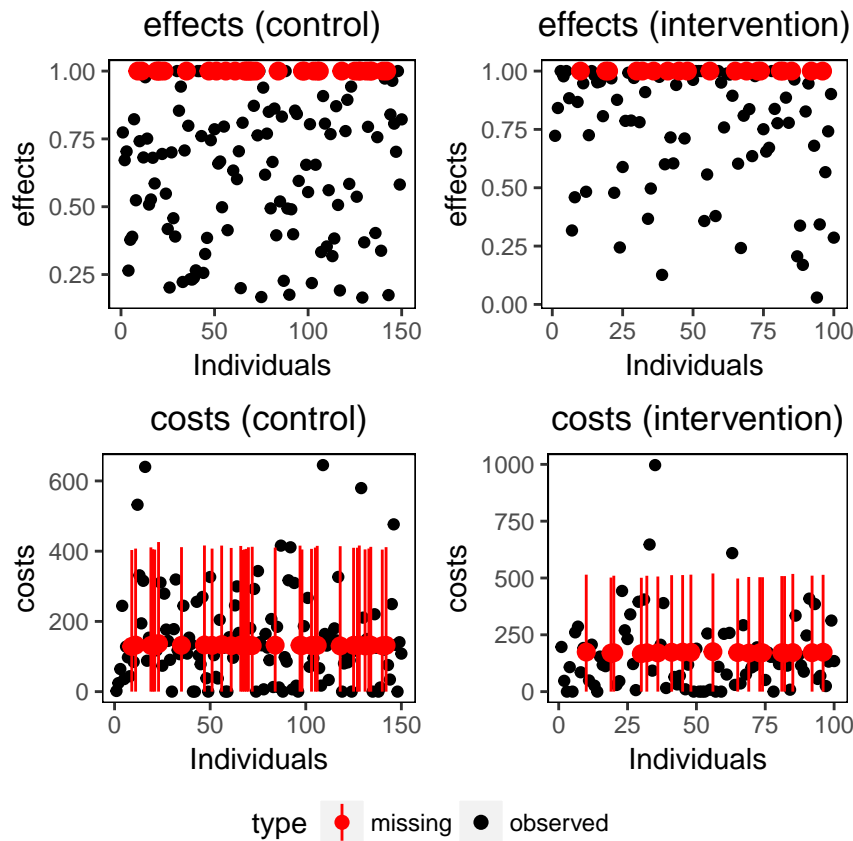 effects (control)
effects (intervention)
effects
1.00
0.75
0.50
0.25
0 50 100 150
Individuals
effects
1.00
0.75
0.50
0.25
0.00
0 25 50 75 100
Individuals
costs (control)
costs (intervention)
costs
600
400
200
0
0 50 100 150
Individuals
costs
1000
750
500
250
0
0 25 50 75 100
Individuals
type missing observed